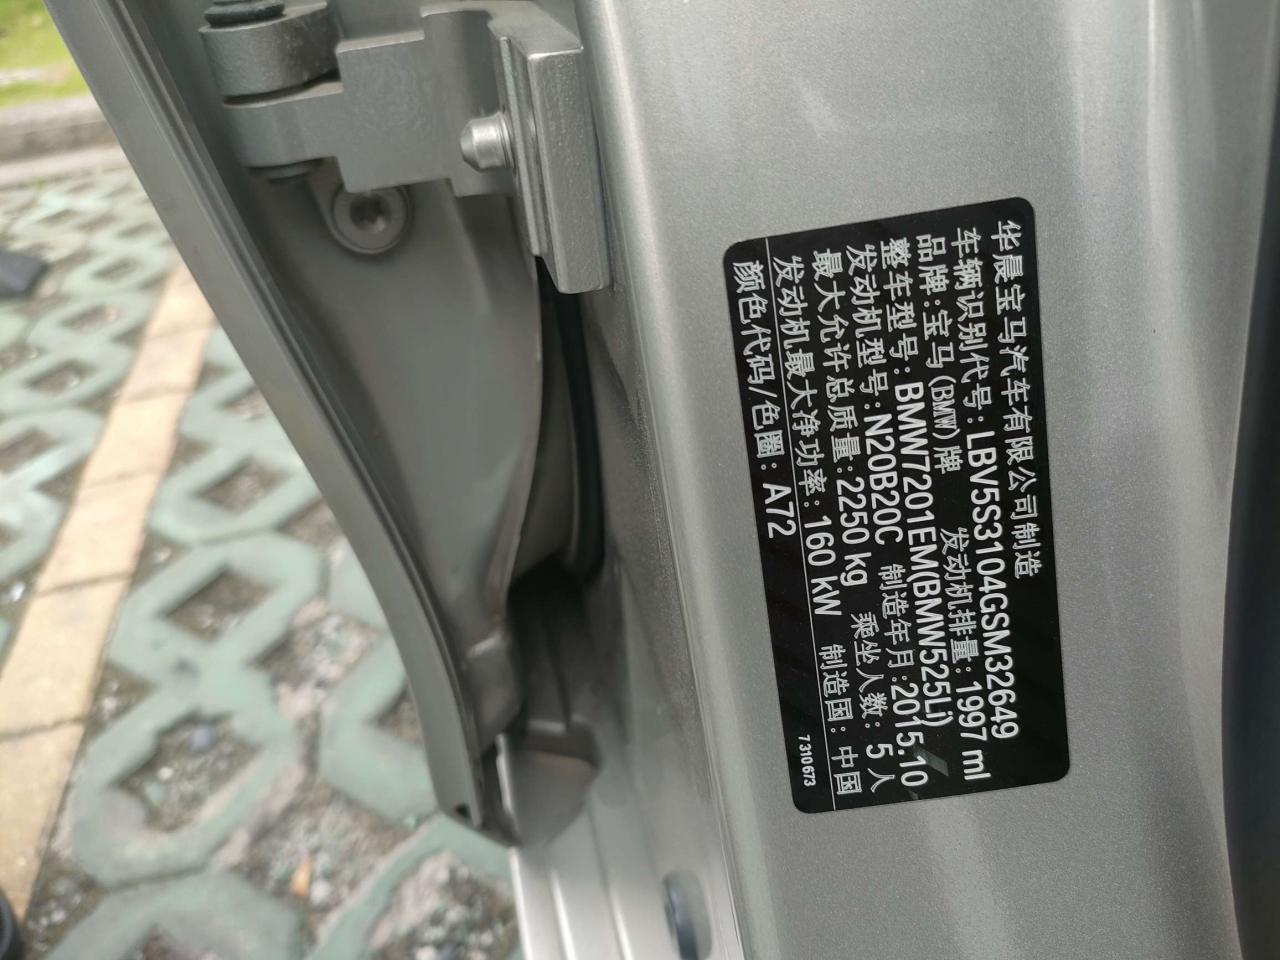 华晨宝马汽车有限公司制造
车辆识别代号:LBV5S3104GSM32649
品牌:宝马(BMW)牌 发动机排量:1997 ml
整车型号:BMW7201EM(BMW525Li)
发动机型号:N20B20C 制造年月:2015.10
最大允许总质量:2250 kg 乘坐人数:5人
发动机最大净功率:160 kW 制造国:中国
颜色代码/色圈:A72 7310673